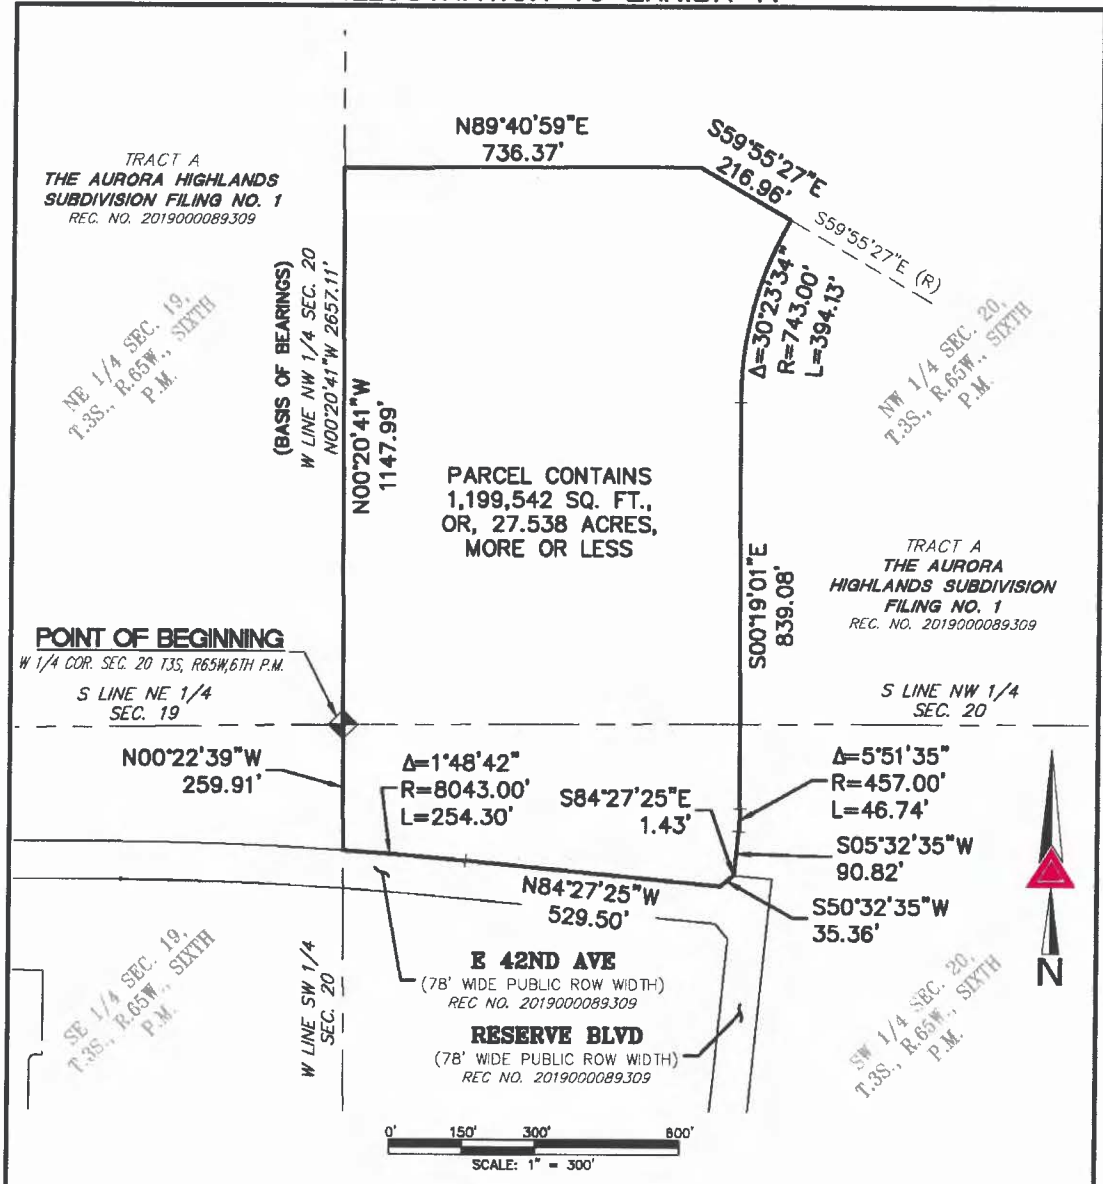 N89°40'59"E
736.37'
S59°55'27"E
216.96'
S59°55'27"E (R)
TRACT A
THE AURORA HIGHLANDS
SUBDIVISION FILING NO. 1
REC. NO. 2019000089309
(BASIS OF BEARINGS)
W LINE NW 1/4 SEC. 20
N00°20'41"W 2657.11'
N00°20'41"W
1147.99'
Δ=30°23'34"
R=743.00'
L=394.13'
NE 1/4 SEC. 19,
T.3S., R.65W., SIXTH
P.M.
NW 1/4 SEC. 20,
T.3S., R.65W., SIXTH
P.M.
PARCEL CONTAINS
1,199,542 SQ. FT.,
OR, 27.538 ACRES,
MORE OR LESS
S00°19'01"E
839.08'
TRACT A
THE AURORA
HIGHLANDS SUBDIVISION
FILING NO. 1
REC. NO. 2019000089309
POINT OF BEGINNING
W 1/4 COR. SEC. 20 T3S, R65W,6TH P.M.
S LINE NE 1/4
SEC. 19
S LINE NW 1/4
SEC. 20
N00°22'39"W
259.91'
Δ=1°48'42"
R=8043.00'
L=254.30'
S84°27'25"E
1.43'
Δ=5°51'35"
R=457.00'
L=46.74'
S05°32'35"W
90.82'
S50°32'35"W
35.36'
N84°27'25"W
529.50'
E 42ND AVE
(78' WIDE PUBLIC ROW WIDTH)
REC NO. 2019000089309
RESERVE BLVD
(78' WIDE PUBLIC ROW WIDTH)
REC NO. 2019000089309
W LINE SW 1/4
SEC. 20
SE 1/4 SEC. 19,
T.3S., R.65W., SIXTH
P.M.
SW 1/4 SEC. 20,
T.3S., R.65W., SIXTH
P.M.
N
0' 150' 300' 600'
SCALE: 1" = 300'